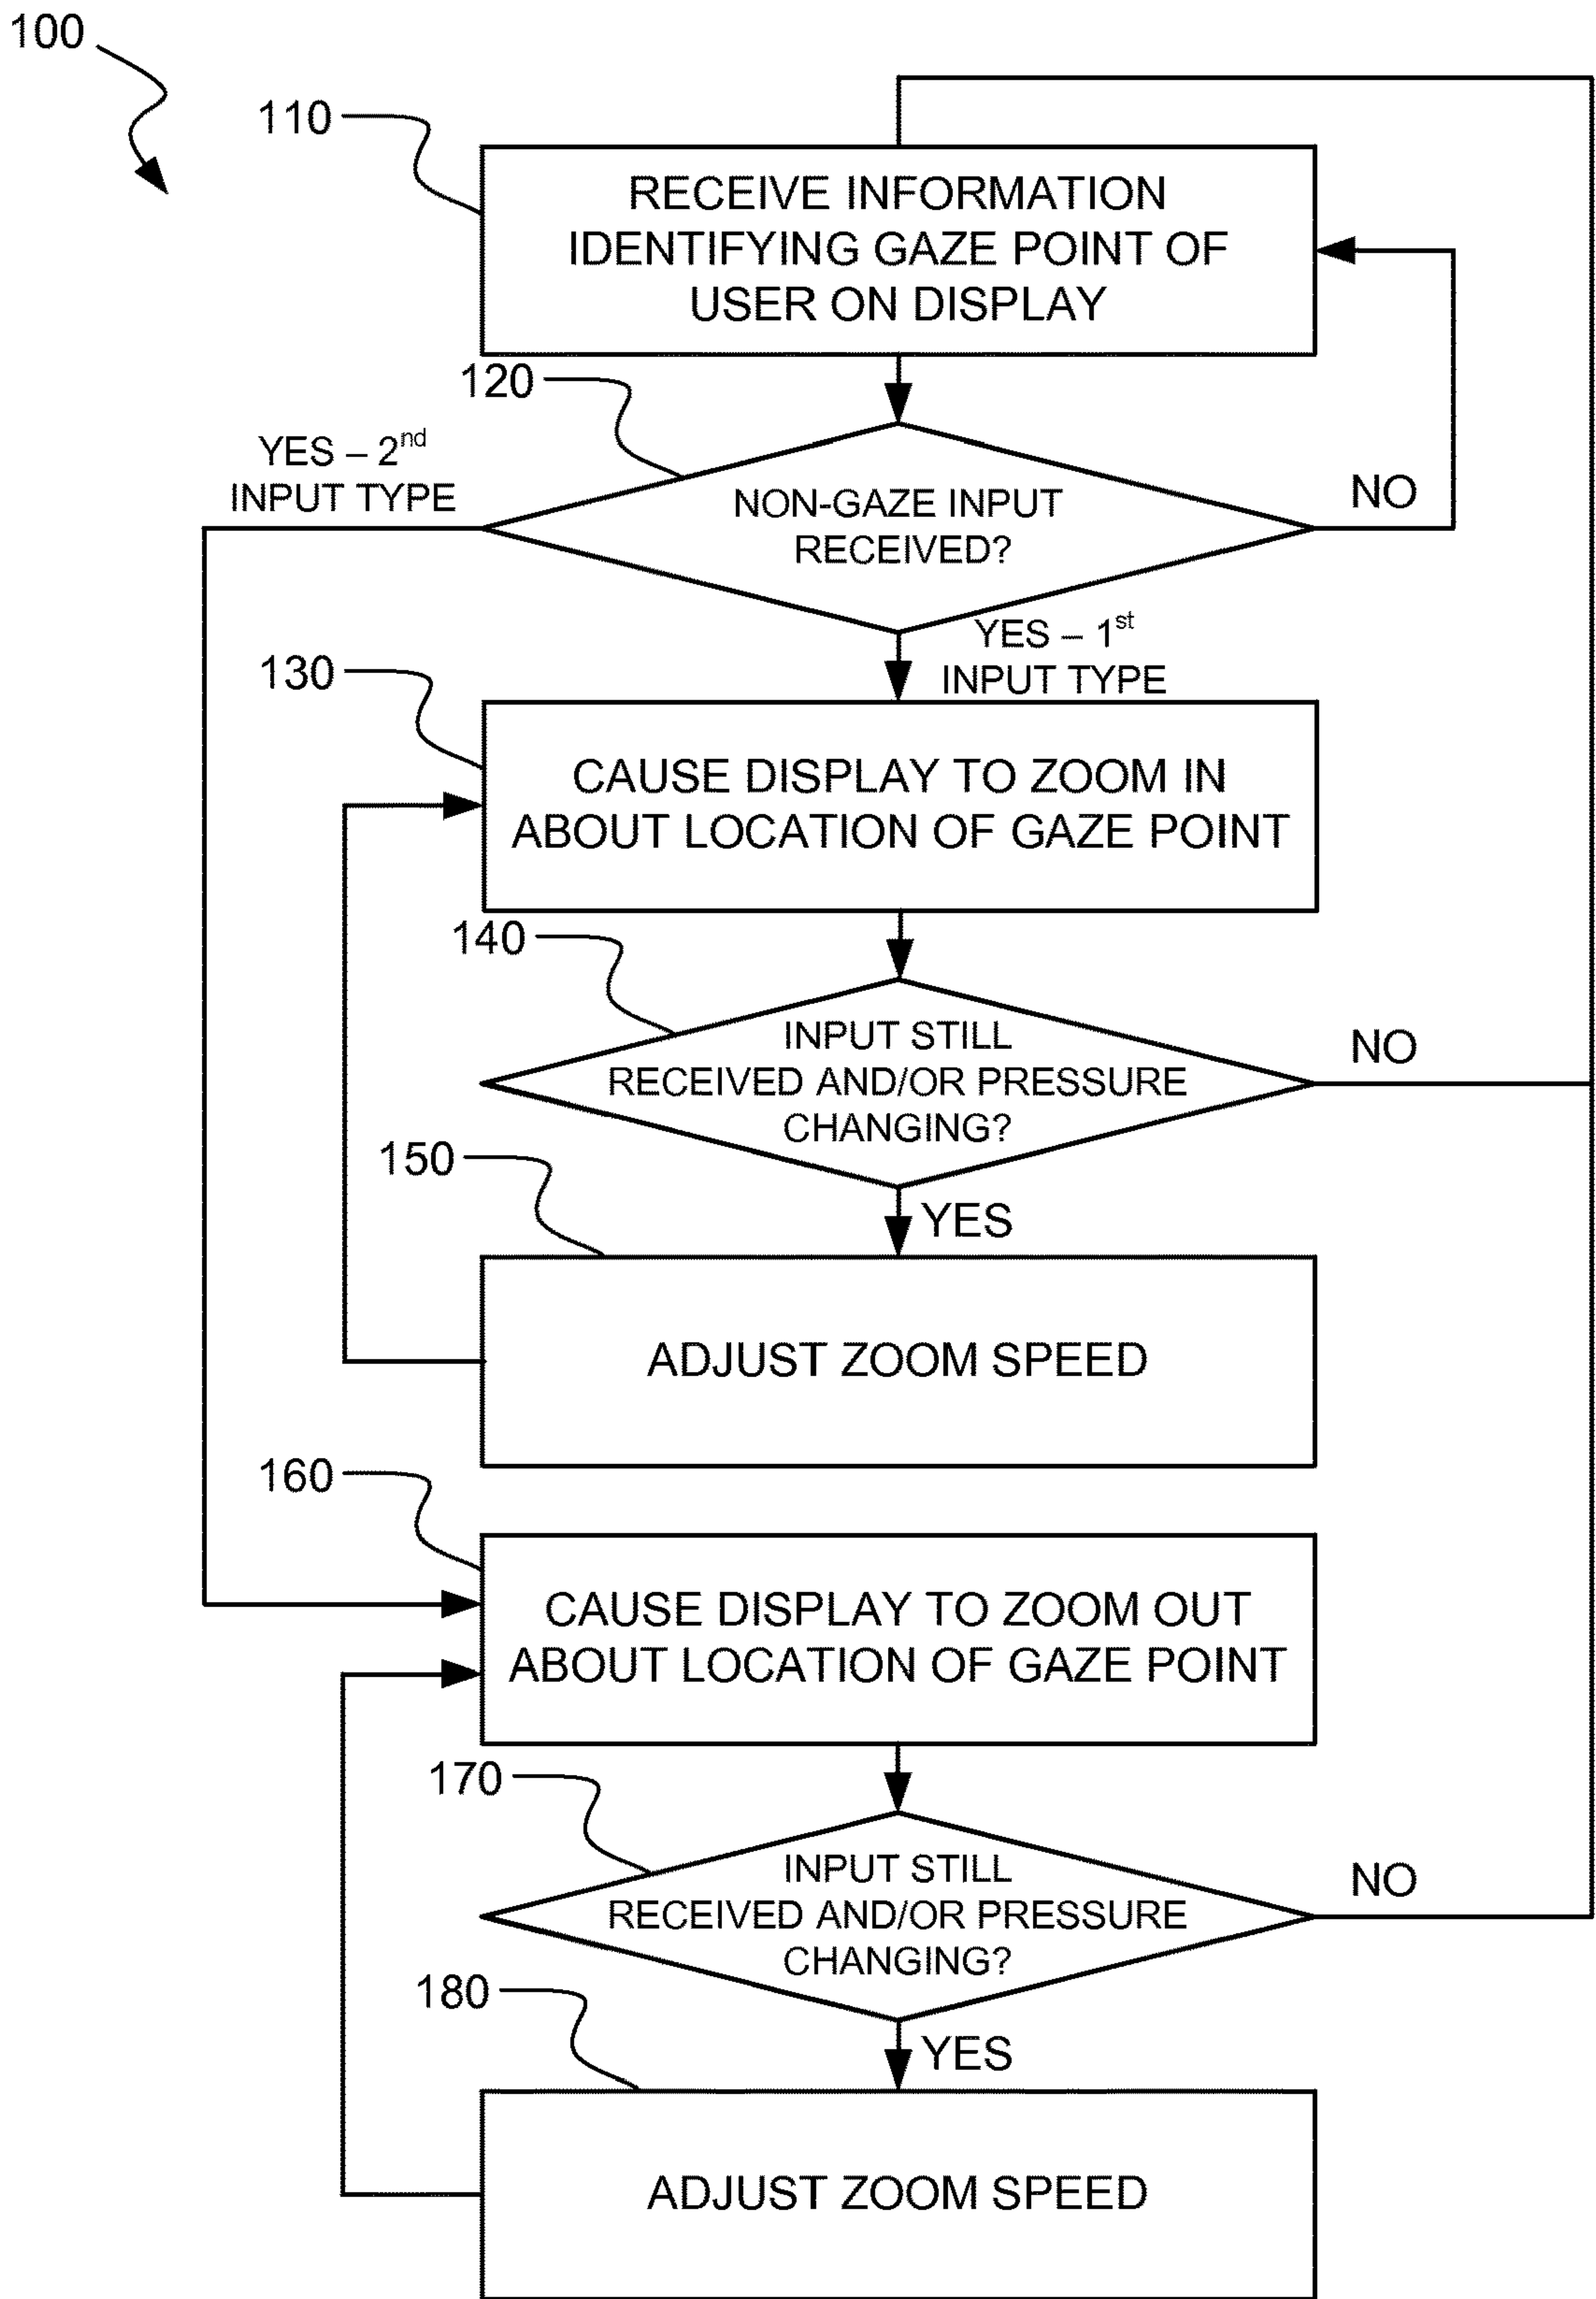 100
110
RECEIVE INFORMATION
IDENTIFYING GAZE POINT OF
USER ON DISPLAY
120
YES – 2nd
INPUT TYPE
NON-GAZE INPUT
RECEIVED?
NO
YES – 1st
INPUT TYPE
130
CAUSE DISPLAY TO ZOOM IN
ABOUT LOCATION OF GAZE POINT
140
INPUT STILL
RECEIVED AND/OR PRESSURE
CHANGING?
NO
150
YES
ADJUST ZOOM SPEED
160
CAUSE DISPLAY TO ZOOM OUT
ABOUT LOCATION OF GAZE POINT
170
INPUT STILL
RECEIVED AND/OR PRESSURE
CHANGING?
NO
180
YES
ADJUST ZOOM SPEED